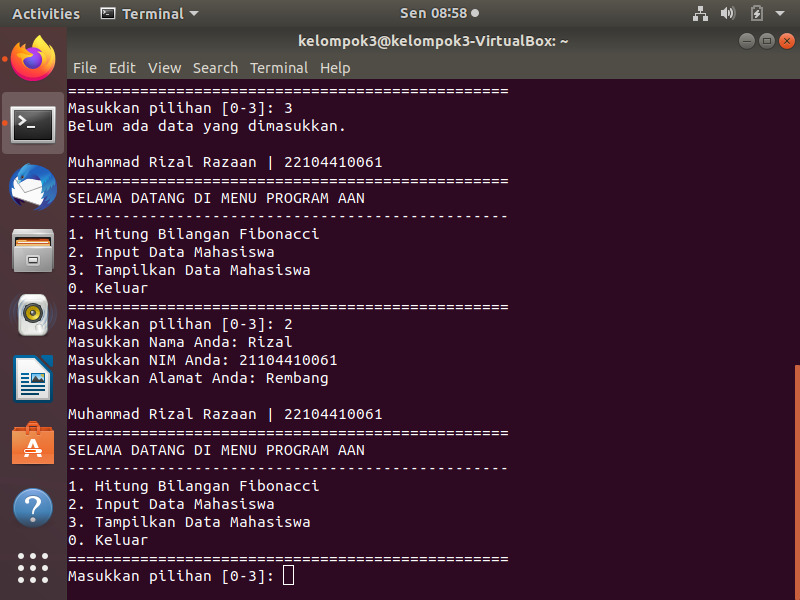 Activities Terminal Sen 08:58
kelompok3@kelompok3-VirtualBox: ~
File Edit View Search Terminal Help
=================================================
Masukkan pilihan [0-3]: 3
Belum ada data yang dimasukkan.
Muhammad Rizal Razaan | 22104410061
=================================================
SELAMA DATANG DI MENU PROGRAM AAN
-------------------------------------------------
1. Hitung Bilangan Fibonacci
2. Input Data Mahasiswa
3. Tampilkan Data Mahasiswa
0. Keluar
=================================================
Masukkan pilihan [0-3]: 2
Masukkan Nama Anda: Rizal
Masukkan NIM Anda: 21104410061
Masukkan Alamat Anda: Rembang
Muhammad Rizal Razaan | 22104410061
=================================================
SELAMA DATANG DI MENU PROGRAM AAN
-------------------------------------------------
1. Hitung Bilangan Fibonacci
2. Input Data Mahasiswa
3. Tampilkan Data Mahasiswa
0. Keluar
=================================================
Masukkan pilihan [0-3]: